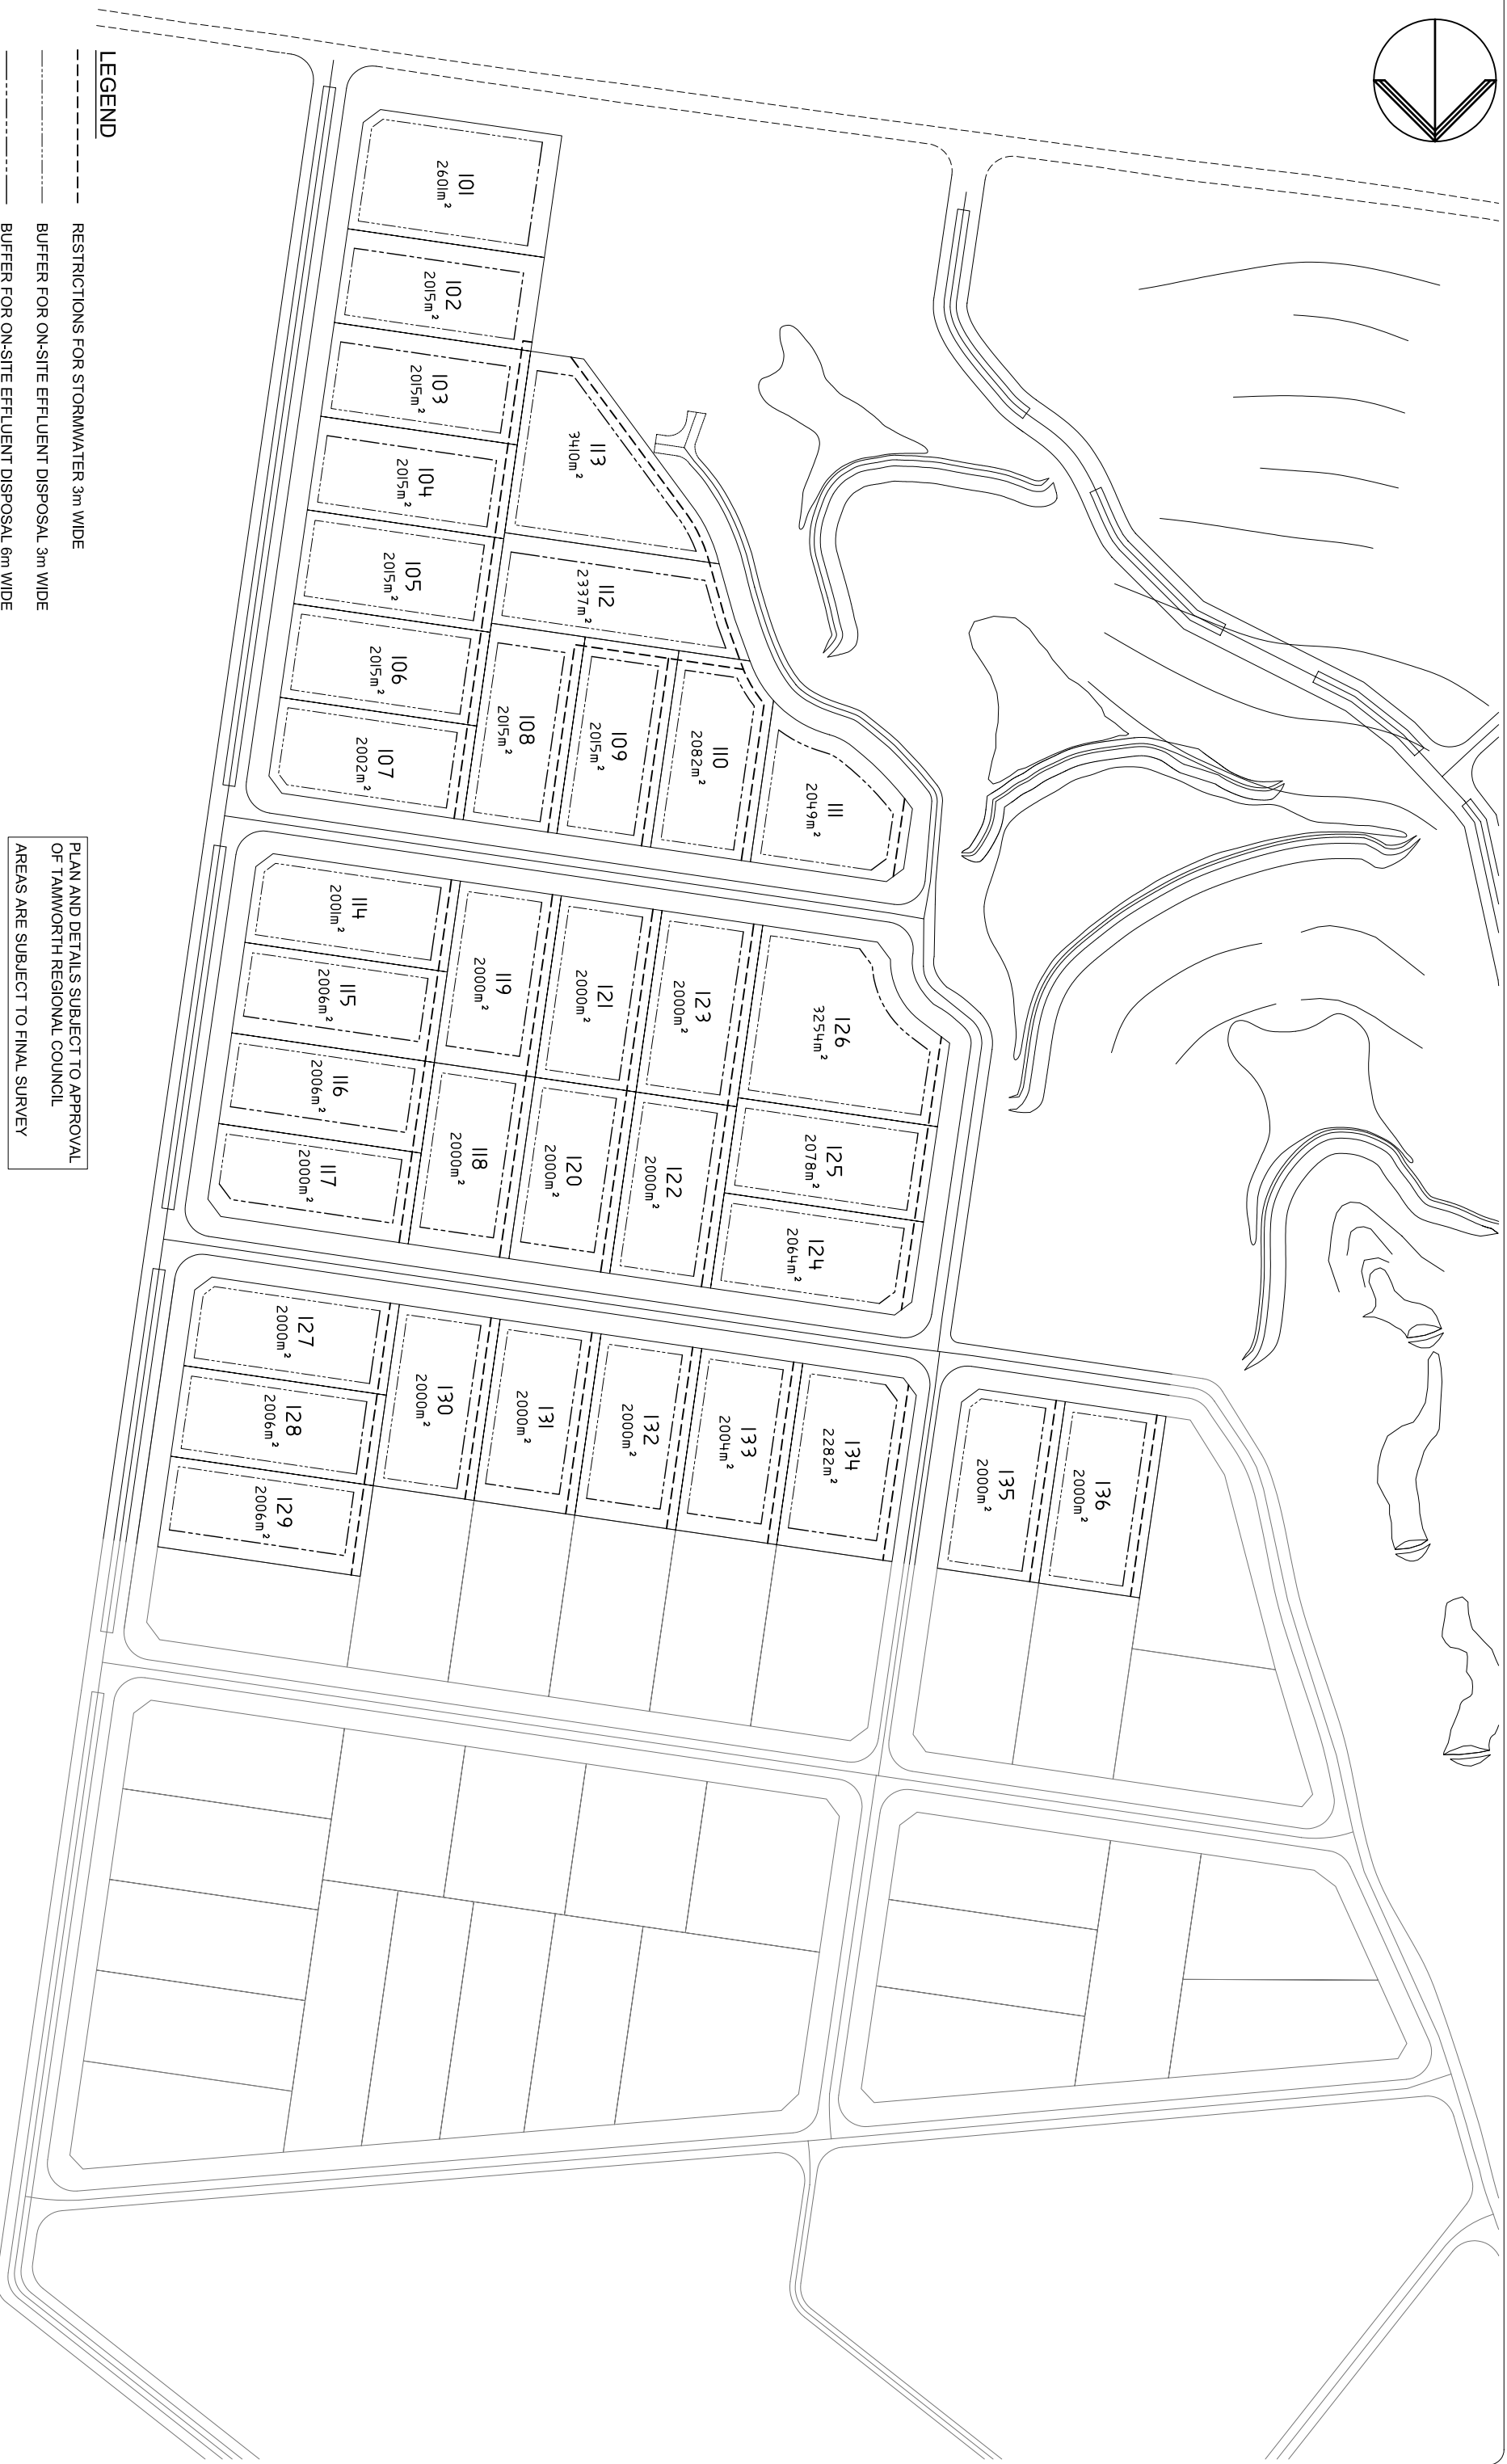 101
2601m²
102
2015m²
103
2015m²
104
2015m²
105
2015m²
106
2015m²
107
2002m²
108
2015m²
109
2015m²
110
2082m²
111
2049m²
112
2337m²
113
3410m²
114
2001m²
115
2006m²
116
2006m²
117
2000m²
118
2000m²
119
2000m²
120
2000m²
121
2000m²
122
2000m²
123
2000m²
124
2064m²
125
2078m²
126
3254m²
127
2000m²
128
2006m²
129
2006m²
130
2000m²
131
2000m²
132
2000m²
133
2004m²
134
2282m²
135
2000m²
136
2000m²
LEGEND
RESTRICTIONS FOR STORMWATER 3m WIDE
BUFFER FOR ON-SITE EFFLUENT DISPOSAL 3m WIDE
BUFFER FOR ON-SITE EFFLUENT DISPOSAL 6m WIDE
PLAN AND DETAILS SUBJECT TO APPROVAL
OF TAMWORTH REGIONAL COUNCIL
AREAS ARE SUBJECT TO FINAL SURVEY